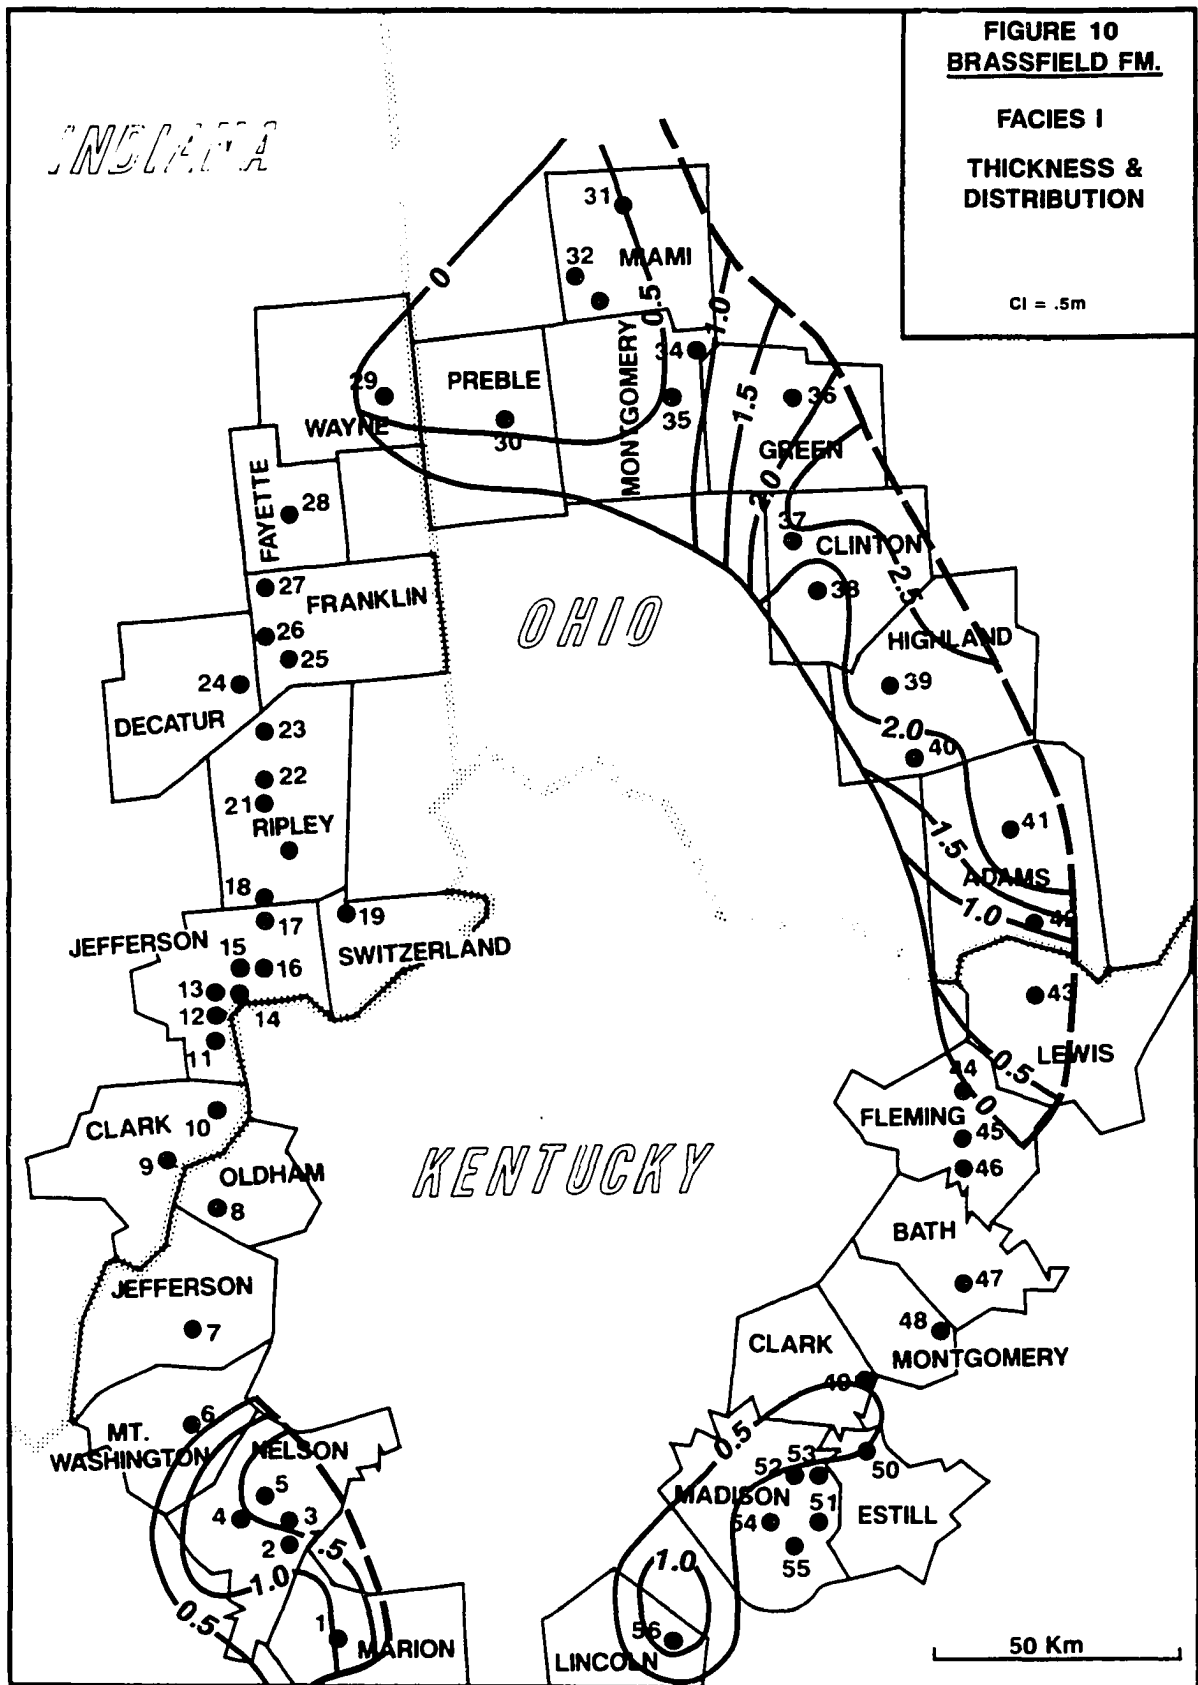 FIGURE 10
BRASSFIELD FM.
FACIES I
THICKNESS &
DISTRIBUTION
CI = .5m
INDIANA
31
32
MIAMI
0
0.5
1.0
34
29
PREBLE
MONTGOMERY
35
1.5
36
WAYNE
30
GREEN
FAYETTE
28
2.0
37
CLINTON
27
FRANKLIN
38
2.5
OHIO
26
HIGHLAND
25
24
39
DECATUR
23
2.0
40
22
21
RIPLEY
41
1.5
18
ADAMS
19
17
1.0
42
JEFFERSON
SWITZERLAND
15
16
13
43
12
14
11
LEWIS
0.5
44
0
CLARK
10
FLEMING
45
KENTUCKY
9
OLDHAM
46
8
BATH
JEFFERSON
47
7
48
CLARK
MONTGOMERY
49
6
MT.
WASHINGTON
NELSON
0.5
53
52
50
5
MADISON
4
3
51
54
ESTILL
2
1.5
55
1.0
1.0
0.5
1
56
MARION
LINCOLN
50 Km